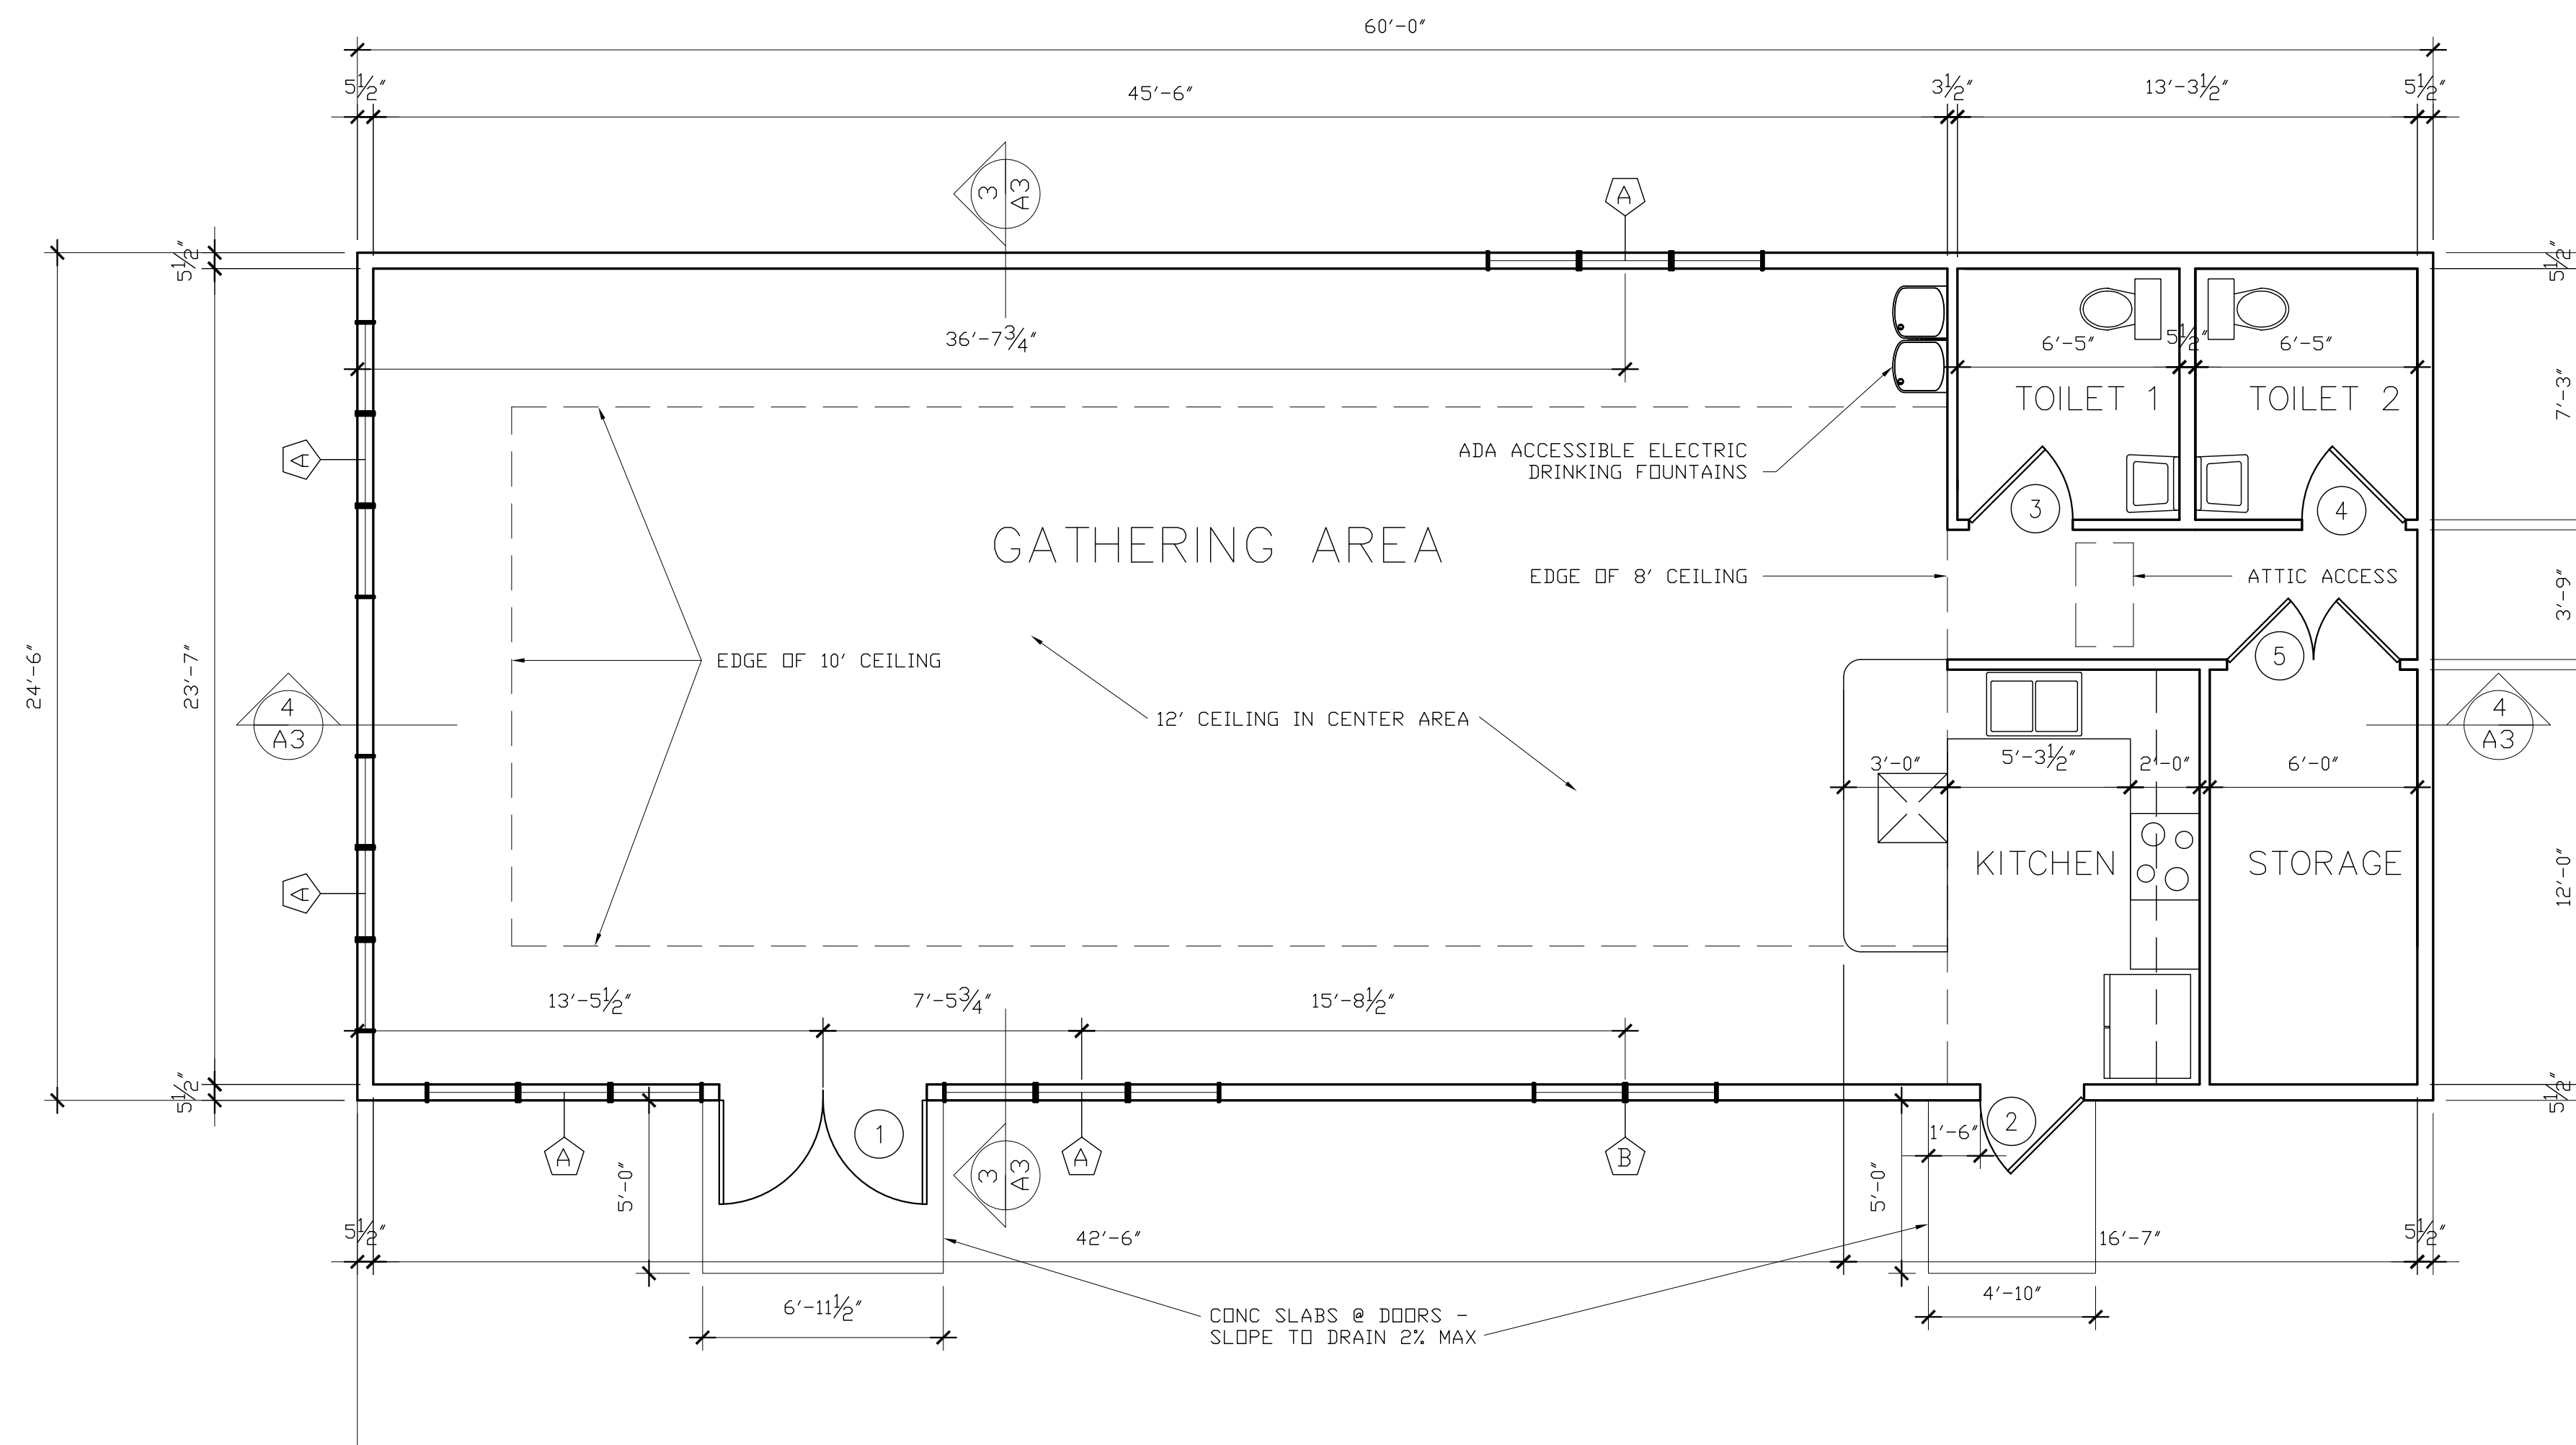 60'-0"
5½"
45'-6"
3½"
13'-3½"
5½"
3
A3
A
5½"
5½"
36'-7¾"
6'-5"
5½"
6'-5"
7'-3"
TOILET 1
TOILET 2
A
ADA ACCESSIBLE ELECTRIC
DRINKING FOUNTAINS
3
4
GATHERING AREA
EDGE OF 8' CEILING
ATTIC ACCESS
3'-9"
24'-6"
23'-7"
EDGE OF 10' CEILING
5
4
A3
12' CEILING IN CENTER AREA
4
A3
3'-0"
5'-3½"
2'-0"
6'-0"
A
KITCHEN
STORAGE
12'-0"
13'-5½"
7'-5¾"
15'-8½"
5½"
5½"
1
2
1'-6"
A
A
B
3
A3
5'-0"
5'-0"
5½"
42'-6"
16'-7"
5½"
6'-11½"
4'-10"
CONC SLABS @ DOORS -
SLOPE TO DRAIN 2% MAX